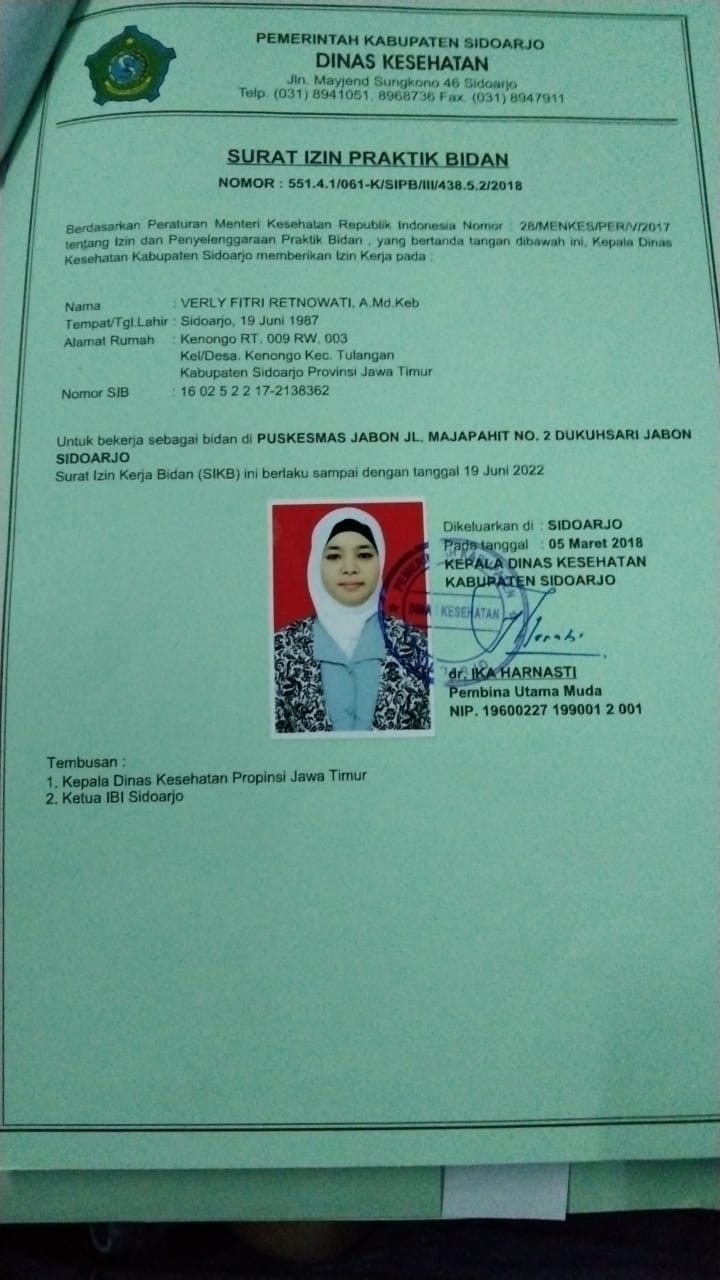 PEMERINTAH KABUPATEN SIDOARJO
DINAS KESEHATAN
Jln. Mayjend Sungkono 46 Sidoarjo
Telp. (031) 8941051, 8968736 Fax. (031) 8947911
SURAT IZIN PRAKTIK BIDAN
NOMOR : 551.4.1/061-K/SIPB/III/438.5.2/2018
Berdasarkan Peraturan Menteri Kesehatan Republik Indonesia Nomor : 28/MENKES/PER/V/2017
tentang Izin dan Penyelenggaraan Praktik Bidan , yang bertanda tangan dibawah ini, Kepala Dinas
Kesehatan Kabupaten Sidoarjo memberikan Izin Kerja pada :
Nama : VERLY FITRI RETNOWATI, A.Md.Keb
Tempat/Tgl.Lahir : Sidoarjo, 19 Juni 1987
Alamat Rumah : Kenongo RT. 009 RW. 003
Kel/Desa. Kenongo Kec. Tulangan
Kabupaten Sidoarjo Provinsi Jawa Timur
Nomor SIB : 16 02 5 2 2 17-2138362
Untuk bekerja sebagai bidan di PUSKESMAS JABON JL. MAJAPAHIT NO. 2 DUKUHSARI JABON
SIDOARJO
Surat Izin Kerja Bidan (SIKB) ini berlaku sampai dengan tanggal 19 Juni 2022
Dikeluarkan di : SIDOARJO
Pada tanggal : 05 Maret 2018
KEPALA DINAS KESEHATAN
KABUPATEN SIDOARJO
DINAS KESEHATAN
dr. IKA HARNASTI
Pembina Utama Muda
NIP. 19600227 199001 2 001
Tembusan :
1. Kepala Dinas Kesehatan Propinsi Jawa Timur
2. Ketua IBI Sidoarjo